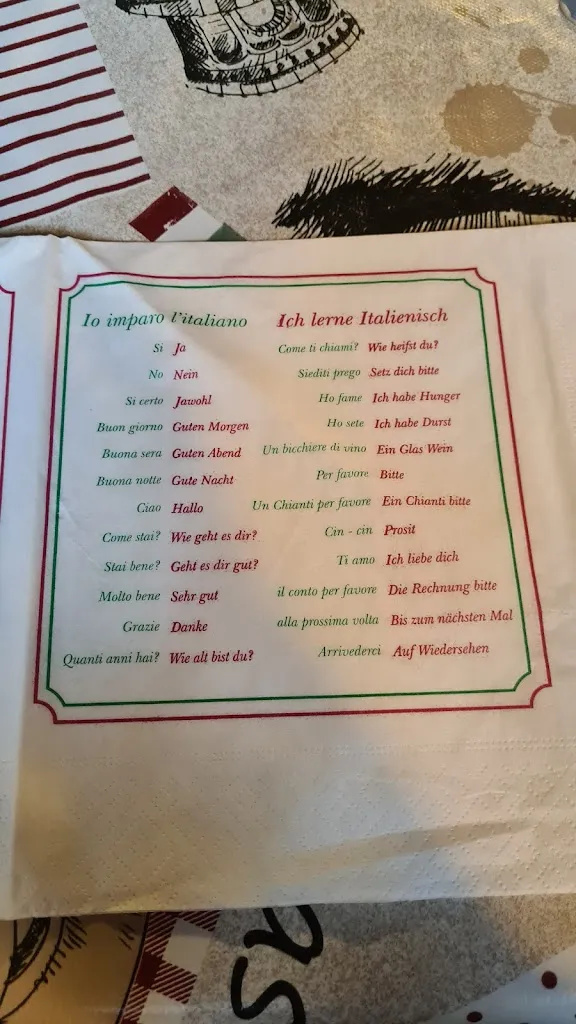 Io imparo l'italiano Ich lerne Italienisch
Si Ja
No Nein
Si certo Jawohl
Buon giorno Guten Morgen
Buona sera Guten Abend
Buona notte Gute Nacht
Ciao Hallo
Come stai? Wie geht es dir?
Stai bene? Geht es dir gut?
Molto bene Sehr gut
Grazie Danke
Quanti anni hai? Wie alt bist du?
Come ti chiami? Wie heißt du?
Siediti prego Setz dich bitte
Ho fame Ich habe Hunger
Ho sete Ich habe Durst
Un bicchiere di vino Ein Glas Wein
Per favore Bitte
Un Chianti per favore Ein Chianti bitte
Cin - cin Prosit
Ti amo Ich liebe dich
il conto per favore Die Rechnung bitte
alla prossima volta Bis zum nächsten Mal
Arrivederci Auf Wiedersehen